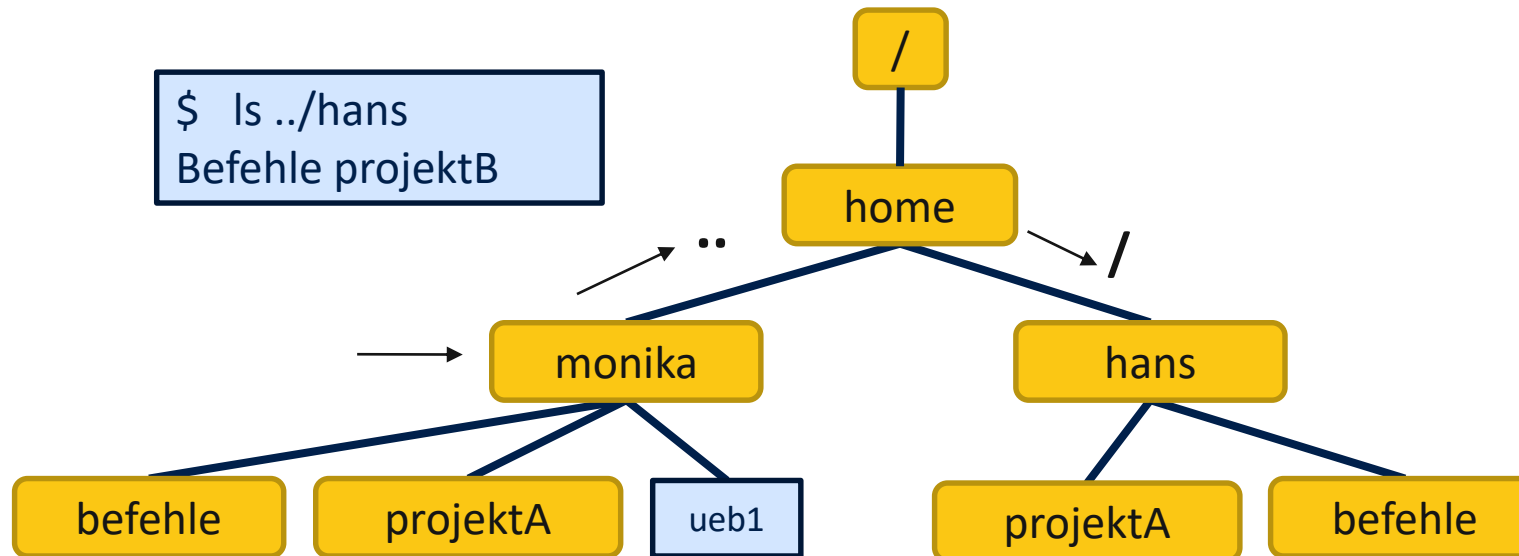 /
$ ls ../hans
Befehle projektB
home
..
/
monika
hans
befehle
projektA
ueb1
projektA
befehle